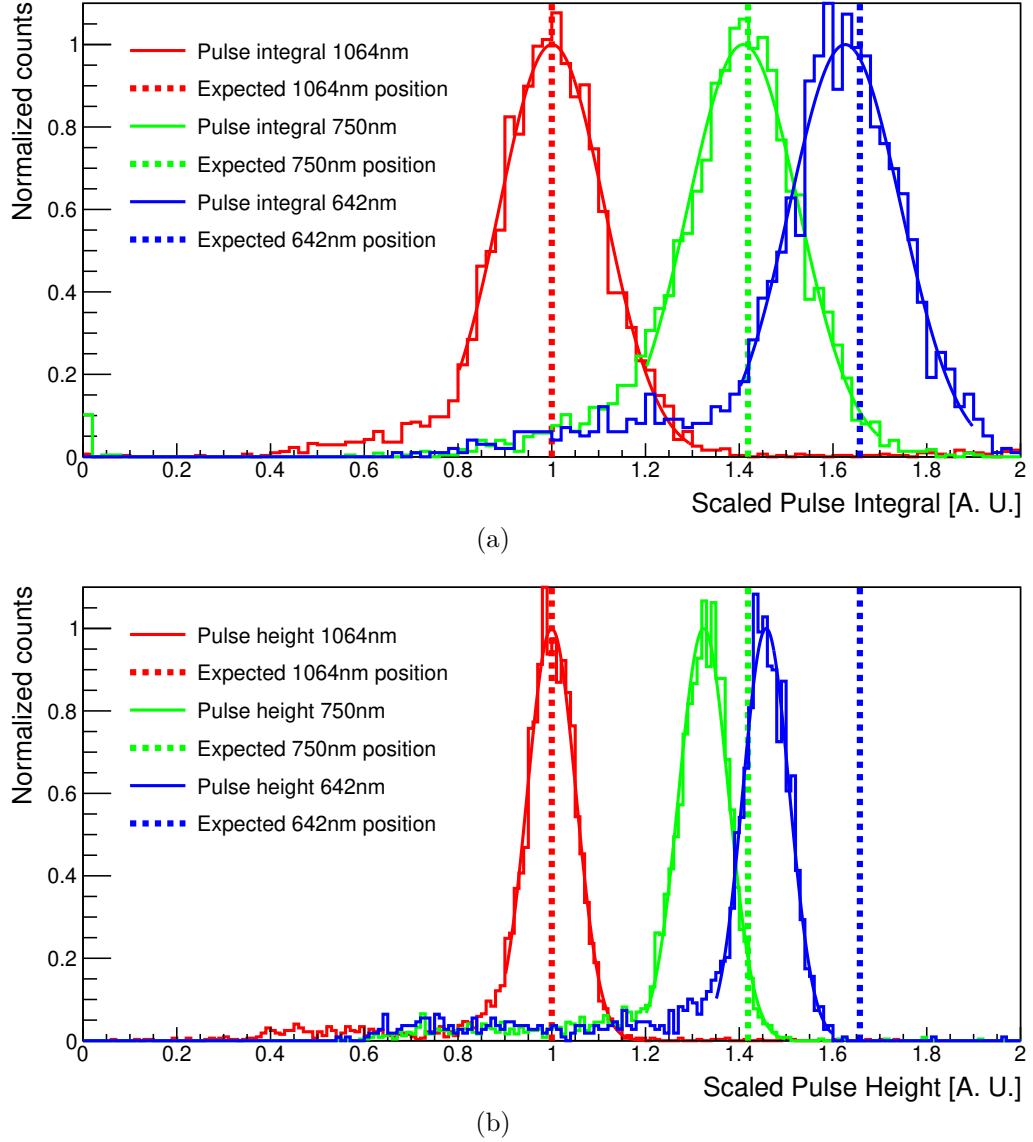 Normalized counts
1
0.8
0.6
0.4
0.2
0
Pulse integral 1064nm
Expected 1064nm position
Pulse integral 750nm
Expected 750nm position
Pulse integral 642nm
Expected 642nm position
0 0.2 0.4 0.6 0.8 1 1.2 1.4 1.6 1.8 2
Scaled Pulse Integral [A. U.]
(a)
Normalized counts
1
0.8
0.6
0.4
0.2
0
Pulse height 1064nm
Expected 1064nm position
Pulse height 750nm
Expected 750nm position
Pulse height 642nm
Expected 642nm position
0 0.2 0.4 0.6 0.8 1 1.2 1.4 1.6 1.8 2
Scaled Pulse Height [A. U.]
(b)